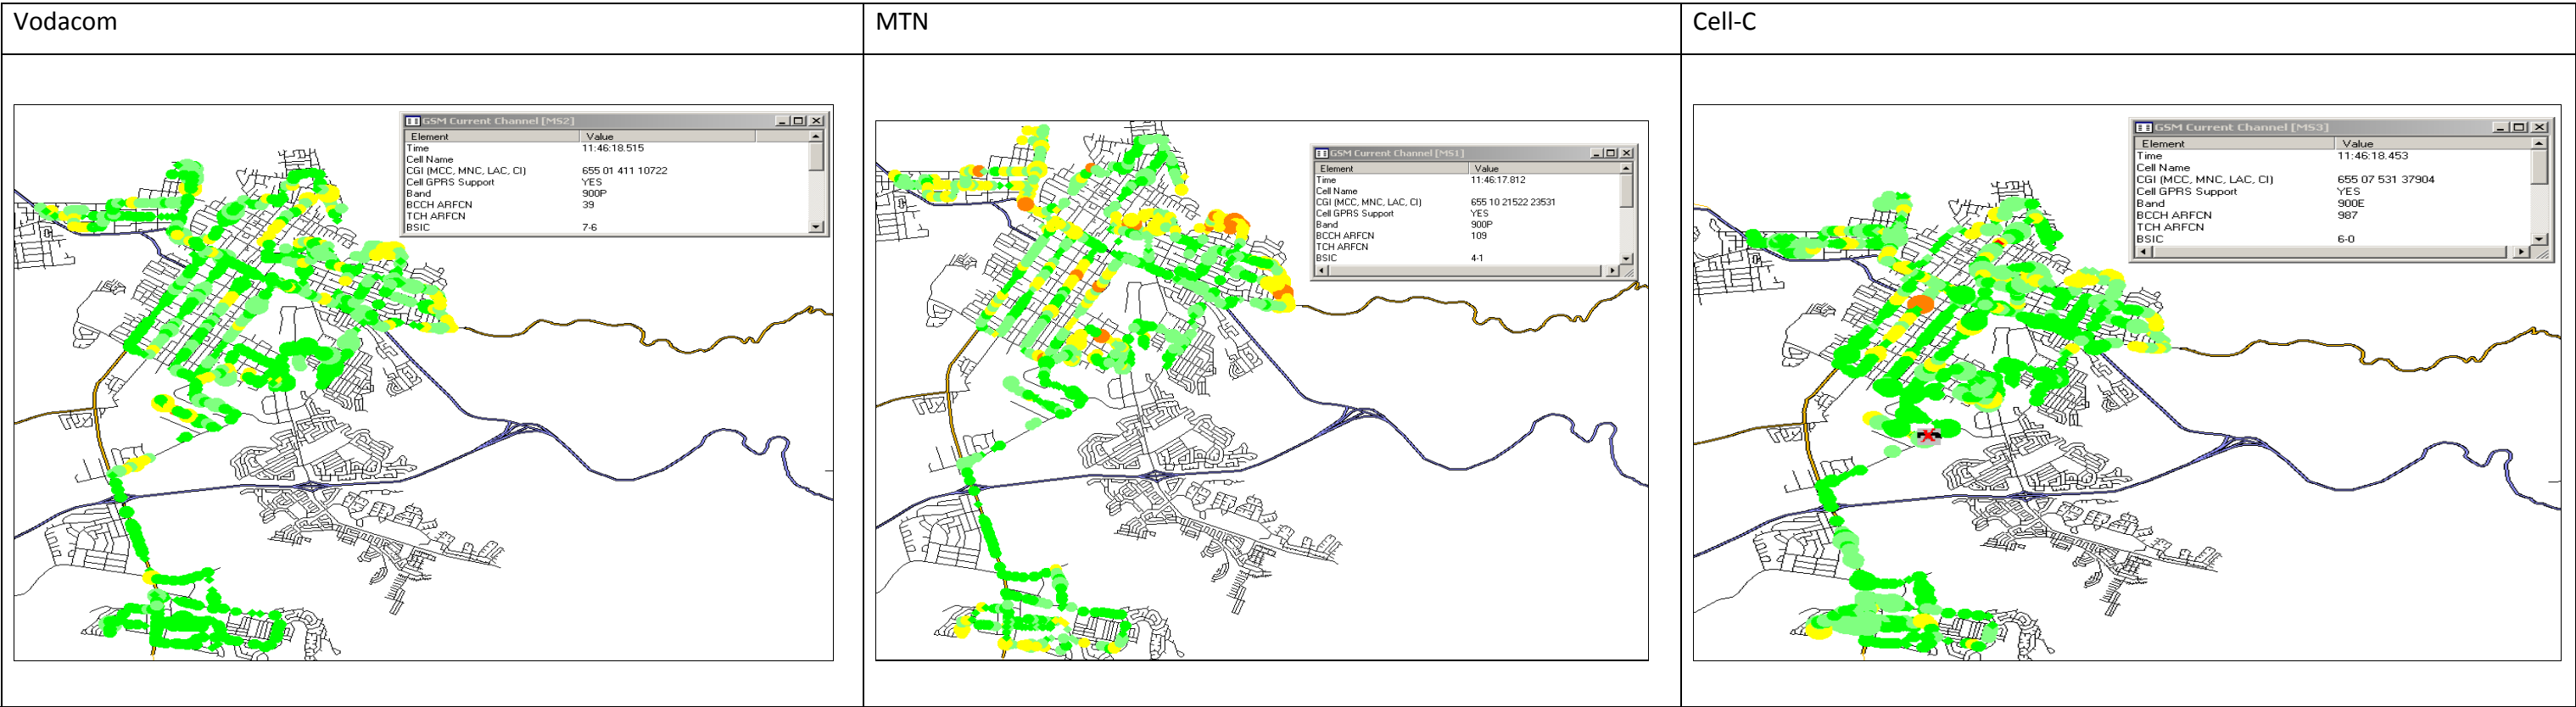 Vodacom
MTN
Cell-C
GSM Current Channel [MS2]
Element Value
Time 11:46:18.515
Cell Name
CGI (MCC, MNC, LAC, CI) 655 01 411 10722
Cell GPRS Support YES
Band 900P
BCCH ARFCN 39
TCH ARFCN
BSIC 7-6
GSM Current Channel [MS1]
Element Value
Time 11:46:17.812
Cell Name
CGI (MCC, MNC, LAC, CI) 655 10 21522 23531
Cell GPRS Support YES
Band 900P
BCCH ARFCN 109
TCH ARFCN
BSIC 4-1
GSM Current Channel [MS3]
Element Value
Time 11:46:18.453
Cell Name
CGI (MCC, MNC, LAC, CI) 655 07 531 37904
Cell GPRS Support YES
Band 900E
BCCH ARFCN 987
TCH ARFCN
BSIC 6-0